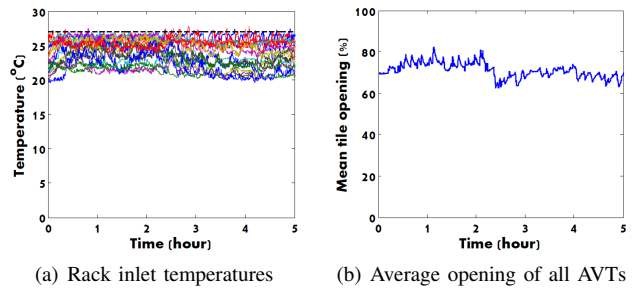 30
25
20
15
10
5
0
0 1 2 3 4 5
Temperature (°C)
Time (hour)
(a) Rack inlet temperatures
100
80
60
40
20
0
0 1 2 3 4 5
Mean tile opening (%)
Time (hour)
(b) Average opening of all AVTs